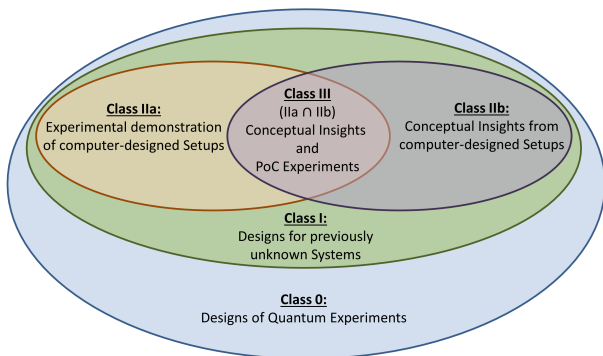 Class IIa:
Experimental demonstration
of computer-designed Setups
Class III
(IIa ∩ IIb)
Conceptual Insights
and
PoC Experiments
Class IIb:
Conceptual Insights from
computer-designed Setups
Class I:
Designs for previously
unknown Systems
Class 0:
Designs of Quantum Experiments